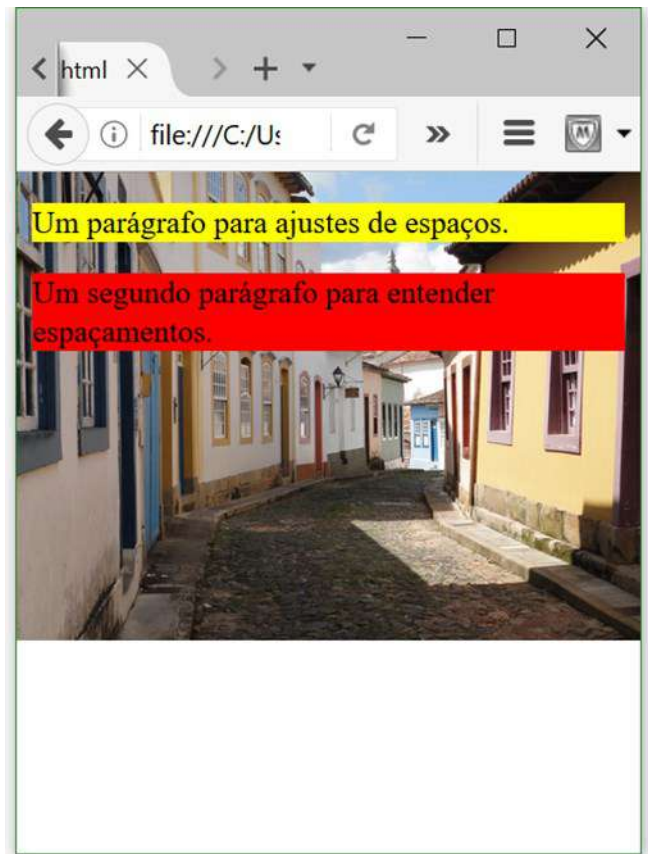 html
file:///C:/Us
Um parágrafo para ajustes de espaços.
Um segundo parágrafo para entender
espaçamentos.